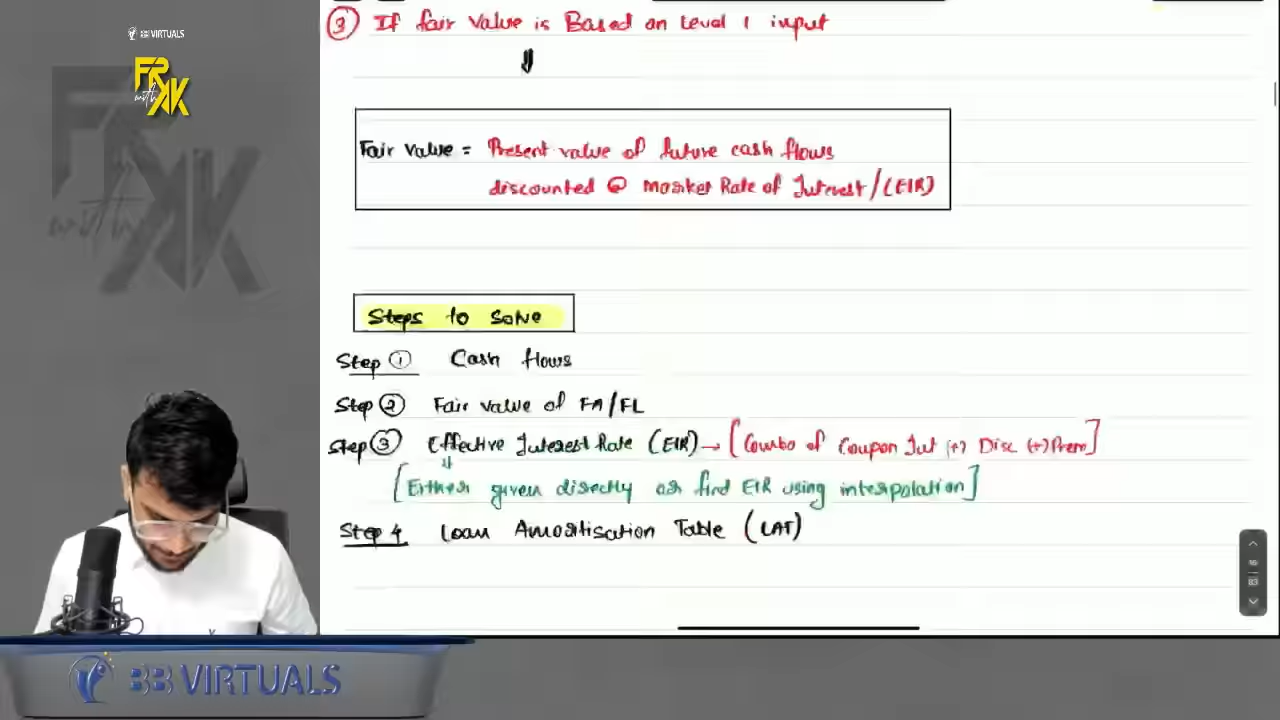 BB VIRTUALS
FR
with KK
③ If fair value is Based on Level 1 input
Fair value = Present value of future cash flows
discounted @ Market Rate of Interest/(EIR)
Steps to Solve
Step ① Cash flows
Step ② Fair value of FA/FL
Step ③ Effective Interest Rate (EIR) → [Combo of Coupon Int (+) Disc (+) Prem]
[Either given directly or find EIR using interpolation]
Step 4 Loan Amortisation Table (LAT)
46
83
BB VIRTUALS